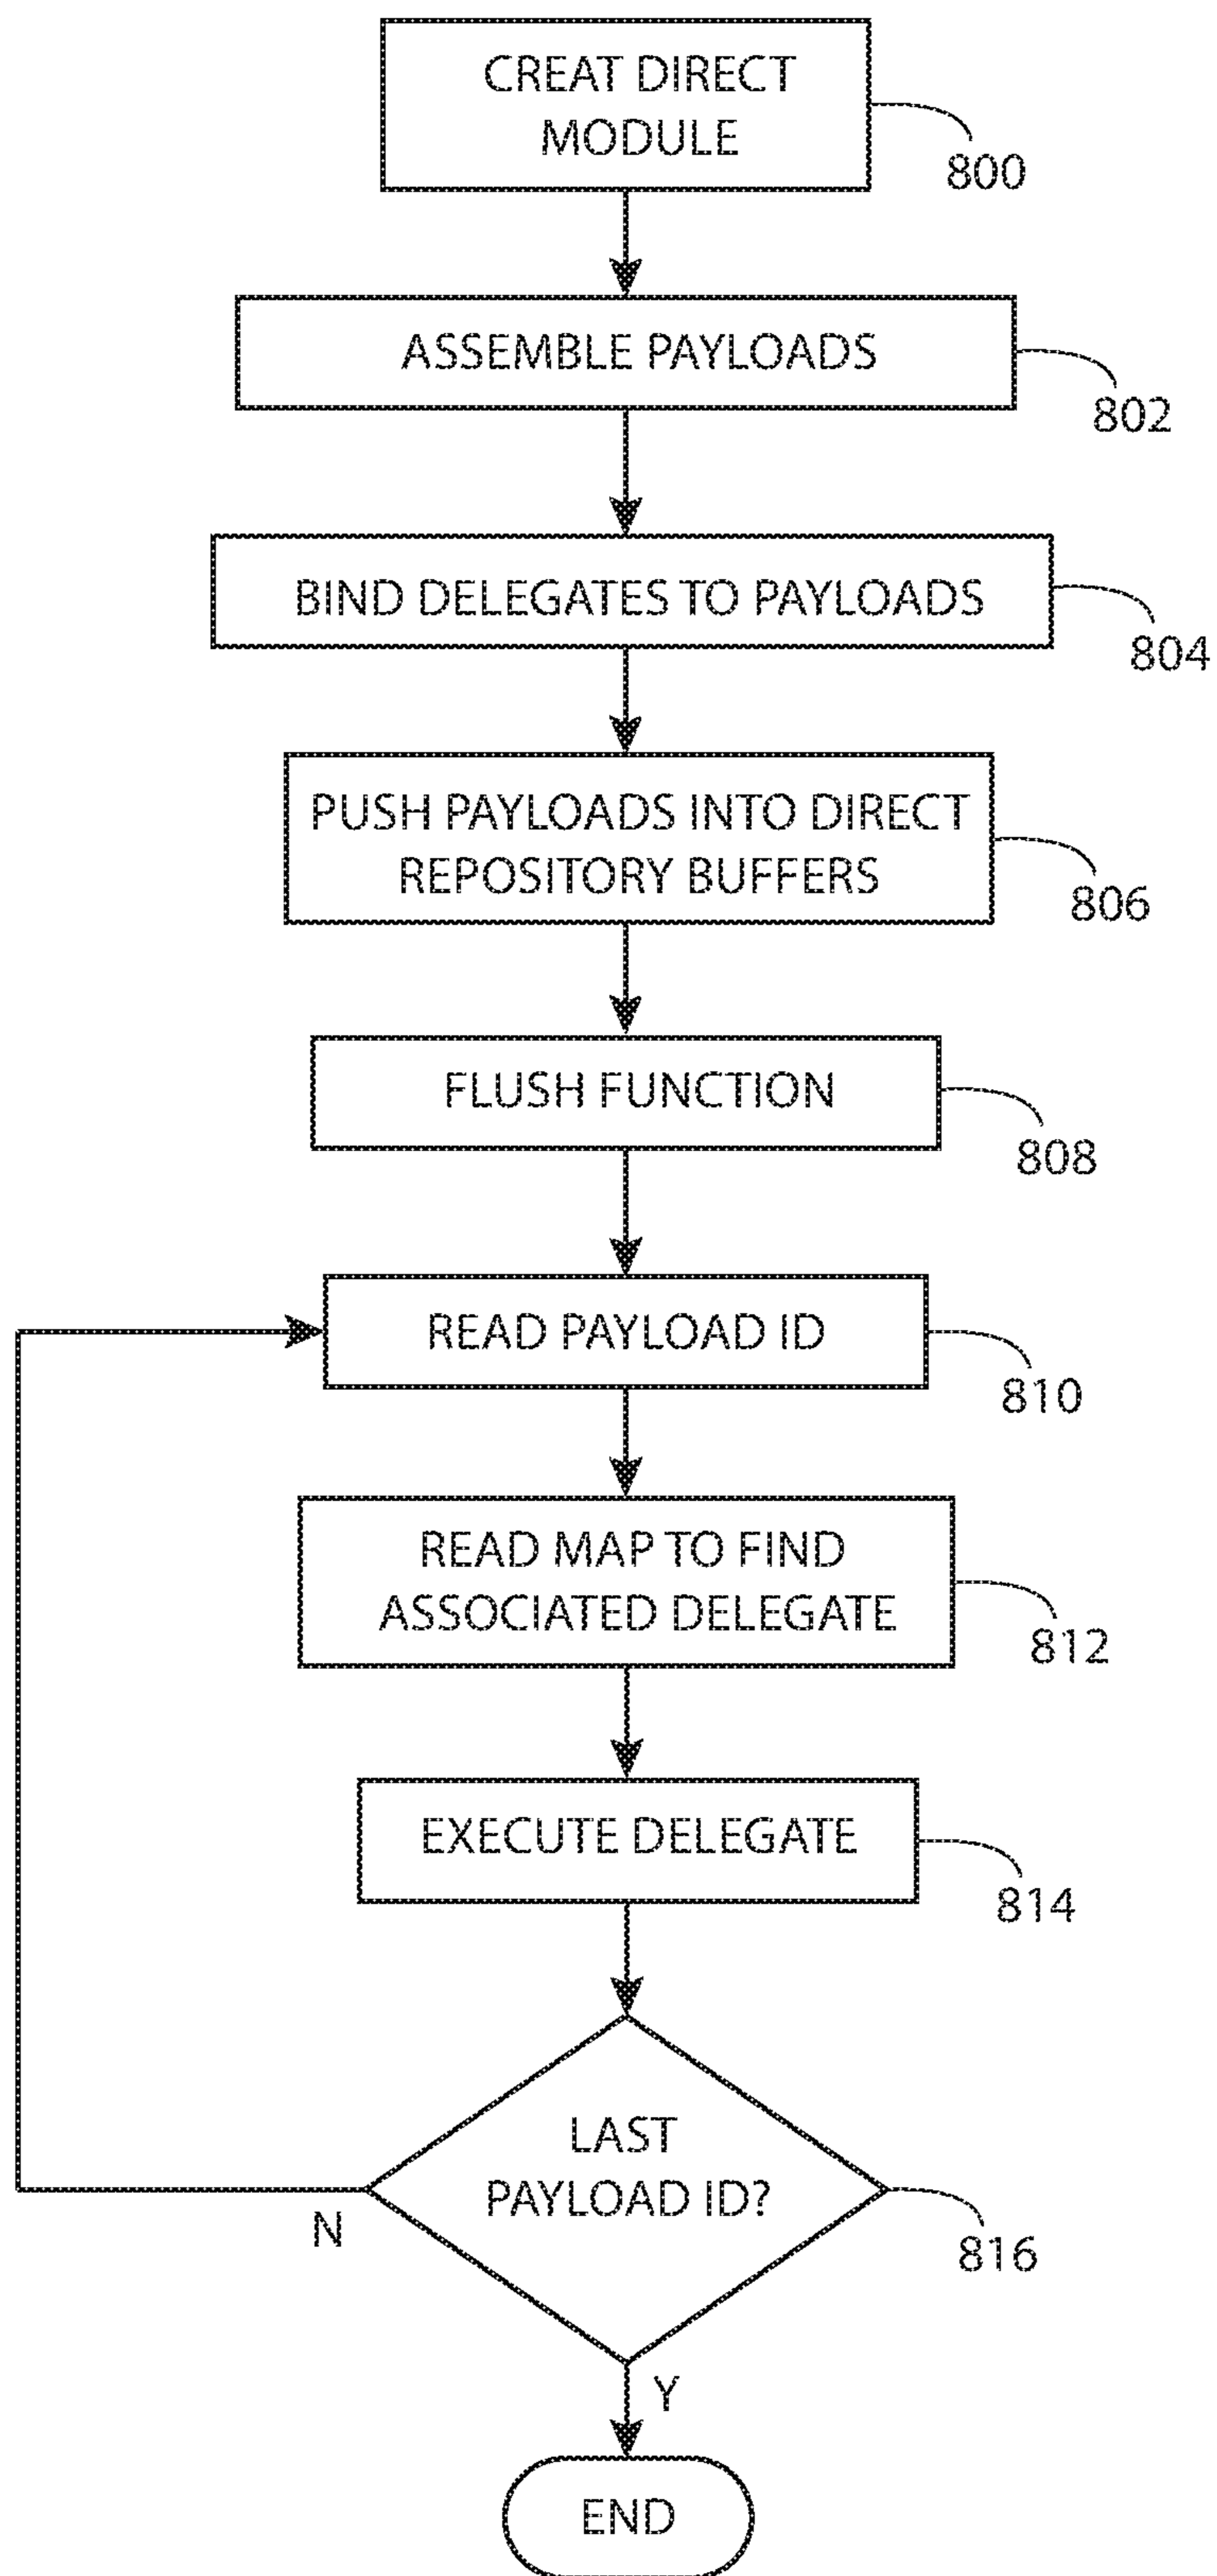 CREAT DIRECT
MODULE
800
ASSEMBLE PAYLOADS
802
BIND DELEGATES TO PAYLOADS
804
PUSH PAYLOADS INTO DIRECT
REPOSITORY BUFFERS
806
FLUSH FUNCTION
808
READ PAYLOAD ID
810
READ MAP TO FIND
ASSOCIATED DELEGATE
812
EXECUTE DELEGATE
814
LAST
PAYLOAD ID?
816
N
Y
END